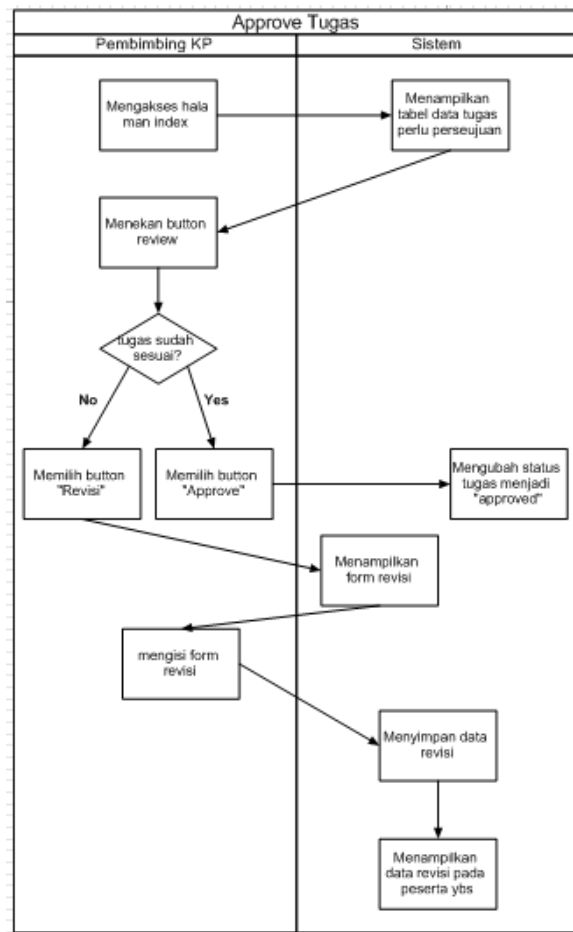 Approve Tugas
Pembimbing KP
Sistem
Mengakses hala
man index
Menampilkan
tabel data tugas
perlu perseujuan
Menekan button
review
tugas sudah
sesuai?
No
Yes
Memilih button
"Revisi"
Memilih button
"Approve"
Mengubah status
tugas menjadi
"approved"
Menampilkan
form revisi
mengisi form
revisi
Menyimpan data
revisi
Menampilkan
data revisi pada
peserta ybs